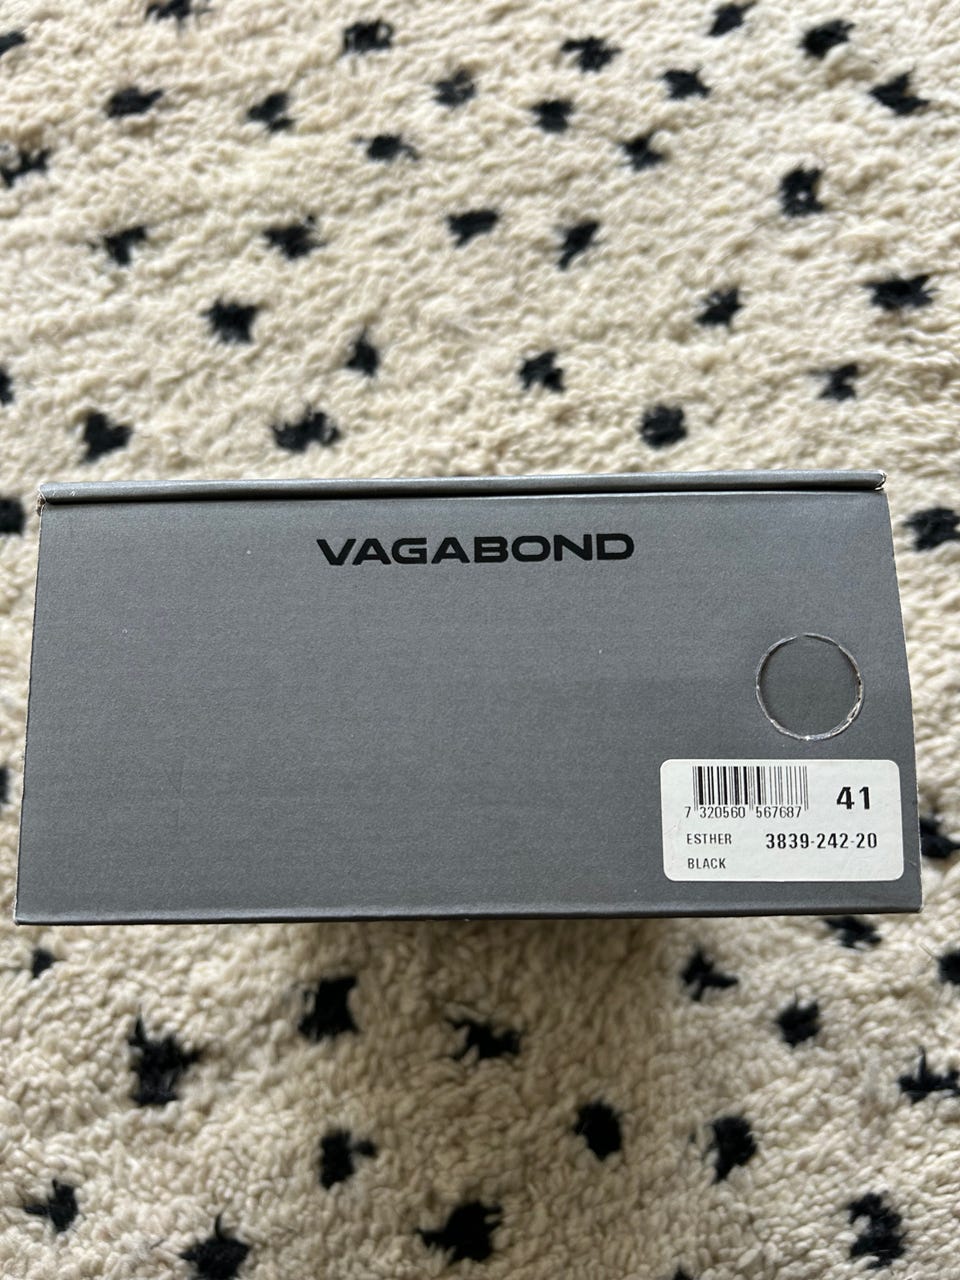 VAGABOND
41
7 320560 567687
ESTHER 3839-242-20
BLACK